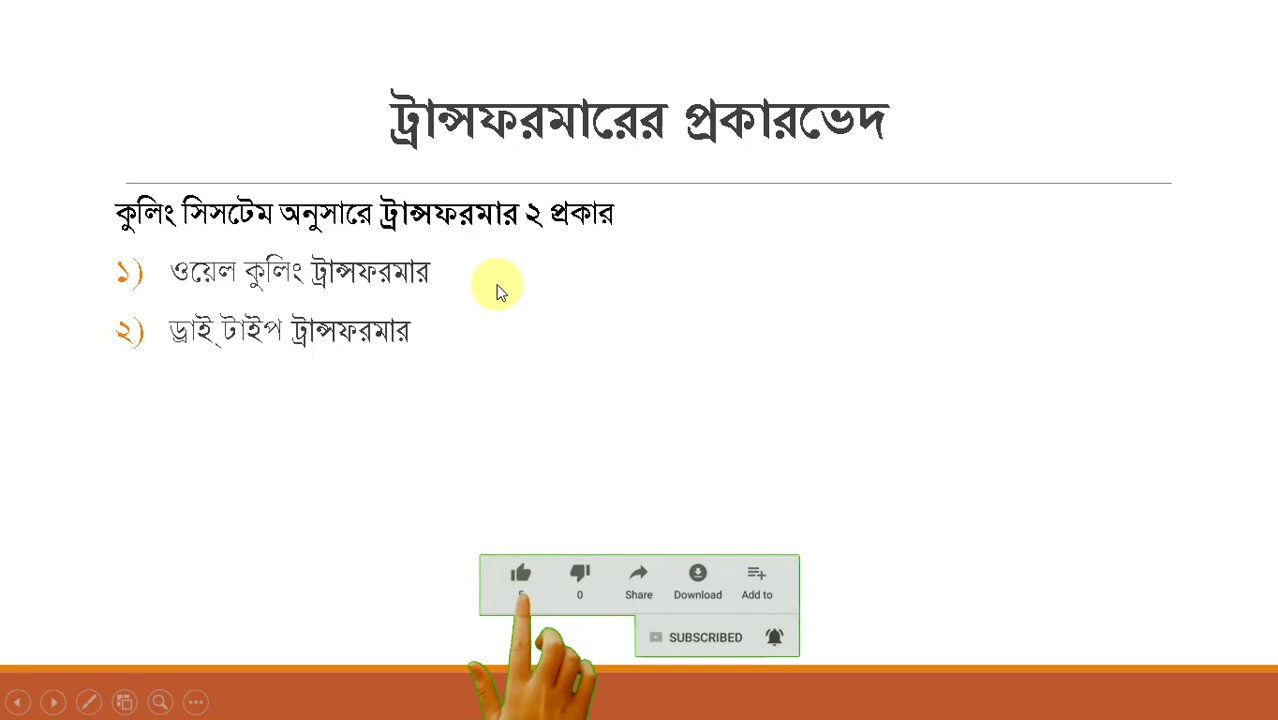 ট্রান্সফরমারের প্রকারভেদ
কুলিং সিসটেম অনুসারে ট্রান্সফরমার ২ প্রকার
১) ওয়েল কুলিং ট্রান্সফরমার
২) ড্রাই্ টাইপ ট্রান্সফরমার
0 Share Download Add to
SUBSCRIBED